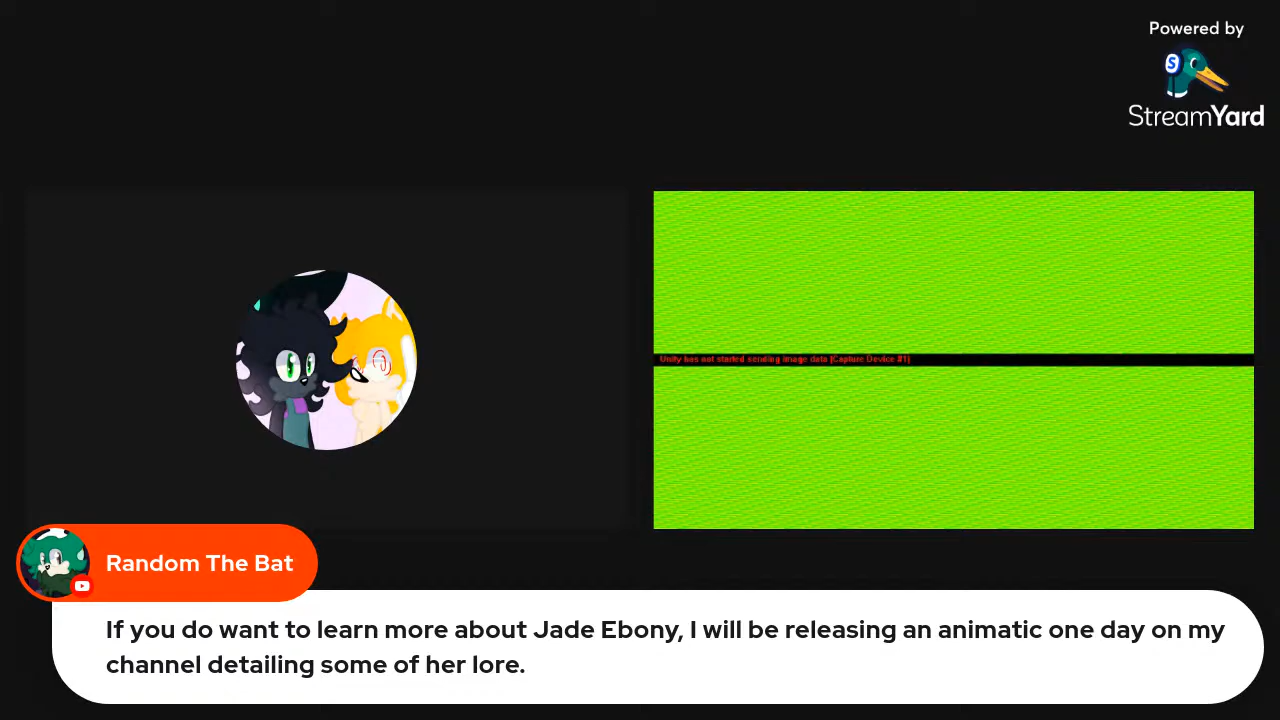 Powered by
S
StreamYard
Unity has not started sending image data [Capture Device #1]
Random The Bat
If you do want to learn more about Jade Ebony, I will be releasing an animatic one day on my
channel detailing some of her lore.